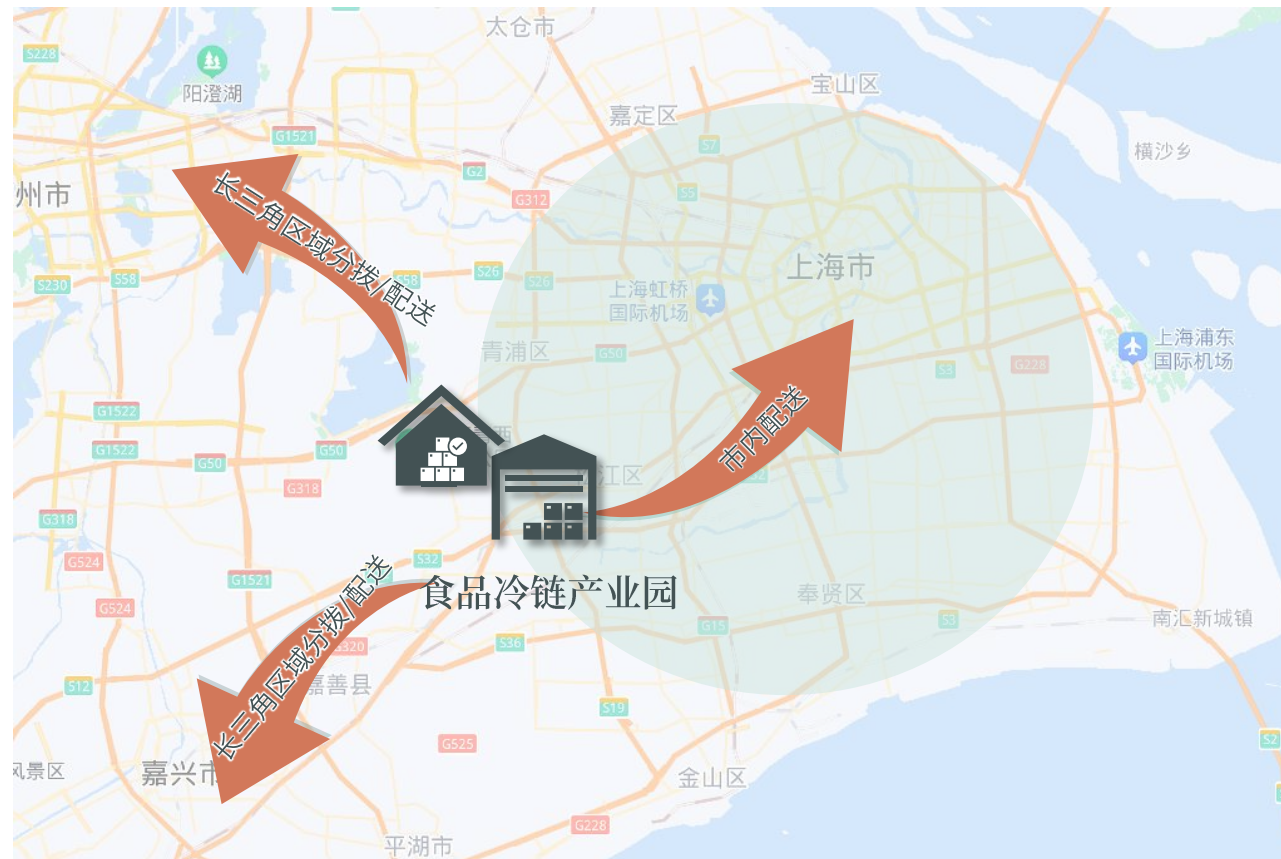 太仓市
S228
阳澄湖
宝山区
嘉定区
G1521
S7
横沙乡
G2
州市
S5
G312
长三角区域分拨/配送
上海市
S58
S230
S58
S26
S26
上海虹桥
国际机场
上海浦东
国际机场
青浦区
G50
G228
S3
G1522
市内配送
G1522
G50
G50
江区
S32
G318
G318
G524
S32
G1521
食品冷链产业园
长三角区域分拨/配送
奉贤区
G524
S3
南汇新城镇
G15
S36
G320
嘉善县
S12
S19
G525
S2
风景区
嘉兴市
金山区
G228
平湖市